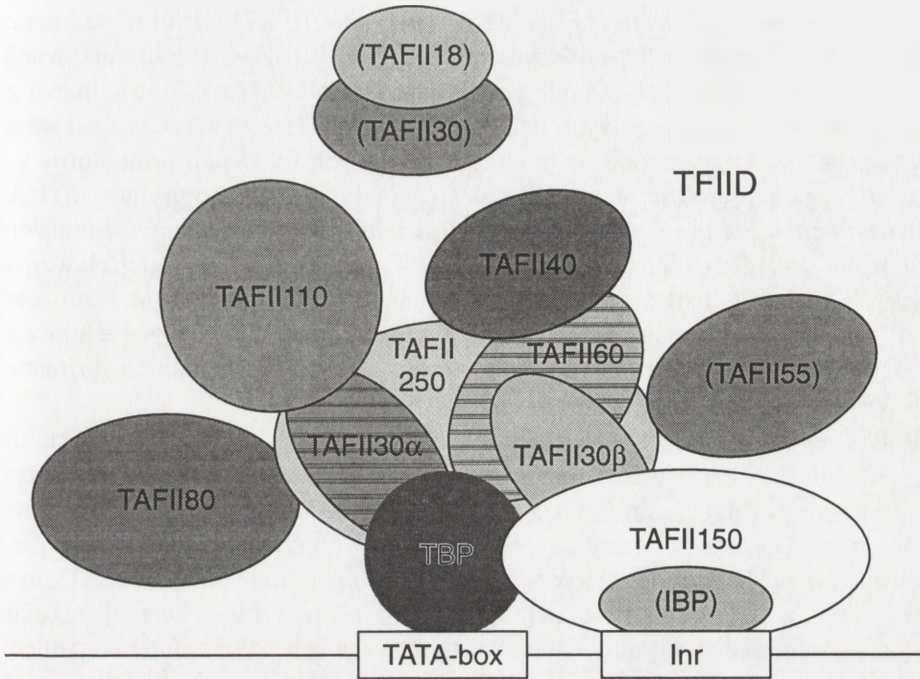 (TAFII18)
(TAFII30)
TFIID
TAFII110
TAFII40
TAFII
250
TAFII60
(TAFII55)
TAFII30α
TAFII30β
TAFII80
TBP
TAFII150
(IBP)
TATA-box
Inr